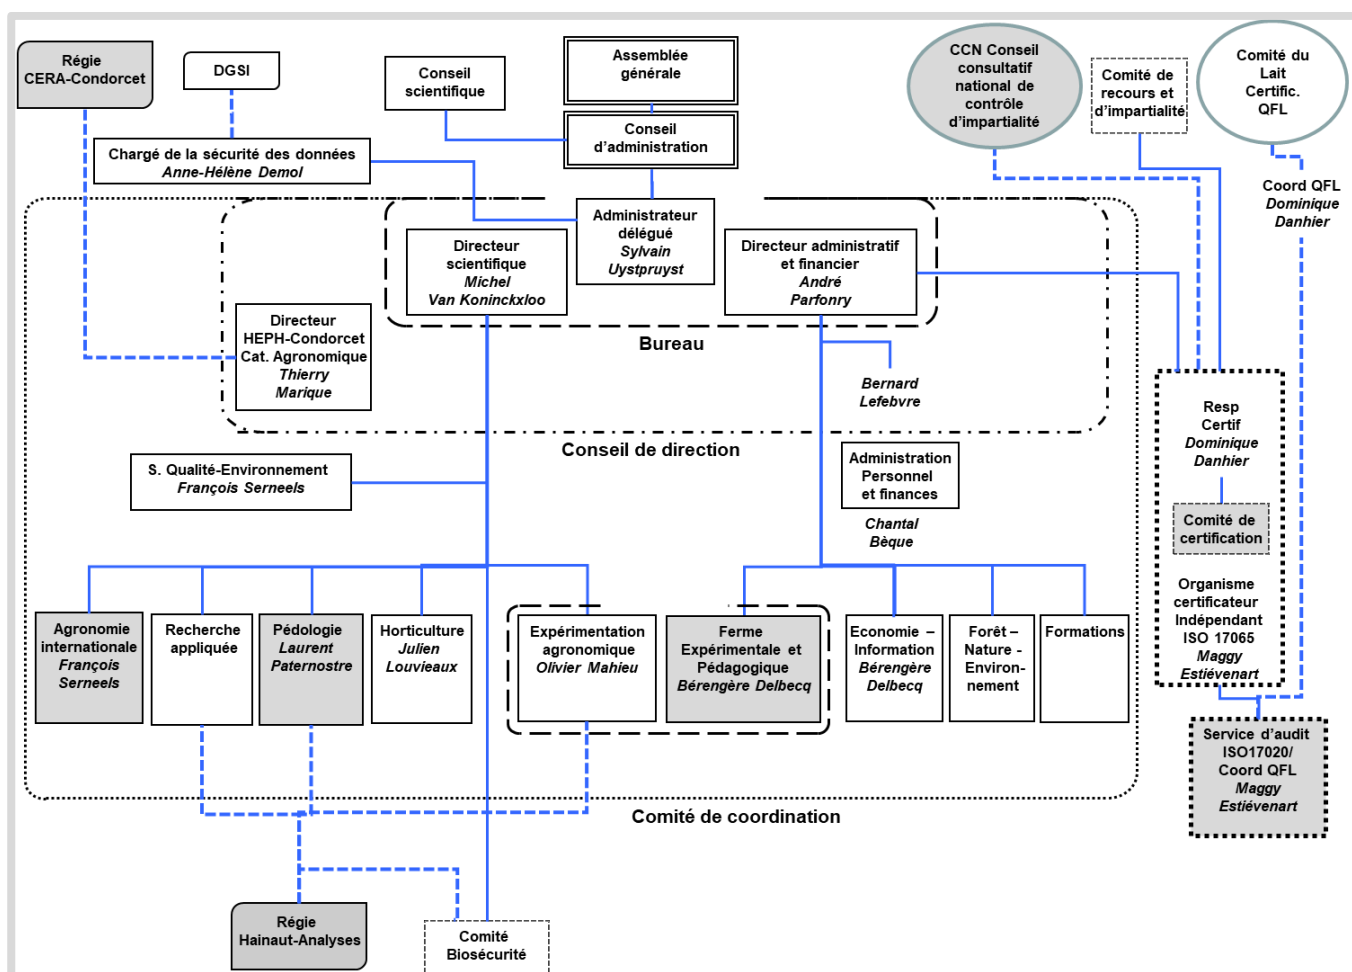 Régie
CERA-Condorcet
DGSI
Conseil
scientifique
Assemblée
générale
Conseil
d'administration
CCN Conseil
consultatif
national de
contrôle
d'impartialité
Comité de
recours et
d'impartialité
Comité du
Lait
Certific.
QFL
Chargé de la sécurité des données
Anne-Hélène Demol
Coord QFL
Dominique
Danhier
Administrateur
délégué
Sylvain
Uystpruyst
Directeur
scientifique
Michel
Van Koninckxloo
Directeur administratif
et financier
André
Parfonry
Bureau
Directeur
HEPH-Condorcet
Cat. Agronomique
Thierry
Marique
Bernard
Lefebvre
Conseil de direction
S. Qualité-Environnement
François Serneels
Administration
Personnel
et finances
Chantal
Bèque
Resp
Certif
Dominique
Danhier
Comité de
certification
Organisme
certificateur
Indépendant
ISO 17065
Maggy
Estiévenart
Agronomie
internationale
François
Serneels
Recherche
appliquée
Pédologie
Laurent
Paternostre
Horticulture
Julien
Louvieaux
Expérimentation
agronomique
Olivier Mahieu
Ferme
Expérimentale et
Pédagogique
Bérengère Delbecq
Economie –
Information
Bérengère
Delbecq
Forêt –
Nature -
Environ-
nement
Formations
Service d'audit
ISO17020/
Coord QFL
Maggy
Estiévenart
Comité de coordination
Régie
Hainaut-Analyses
Comité
Biosécurité